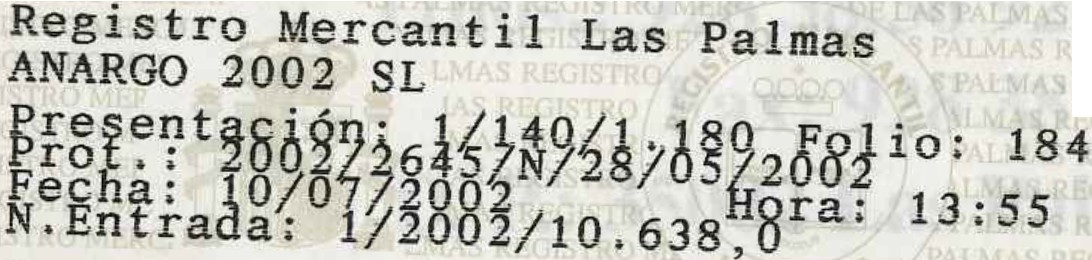 Registro Mercantil Las Palmas
ANARGO 2002 SL
Presentación: 1/140/1.180 Folio: 184
Prot.: 2002/2645/N/28/05/2002
Fecha: 10/07/2002 Hora: 13:55
N.Entrada: 1/2002/10.638,0